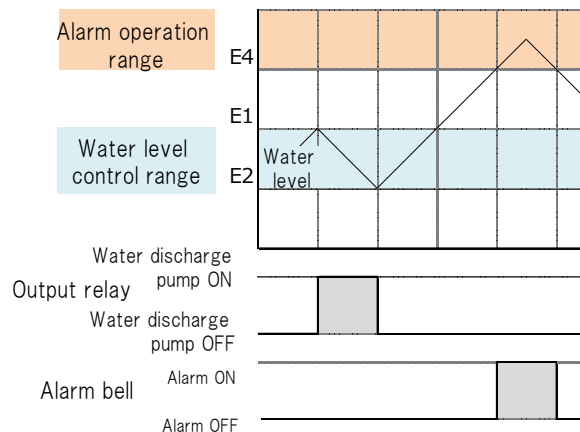 Alarm operation
range
E4
E1
Water level
control range
E2
Water
level
Water discharge
pump ON
Output relay
Water discharge
pump OFF
Alarm ON
Alarm bell
Alarm OFF